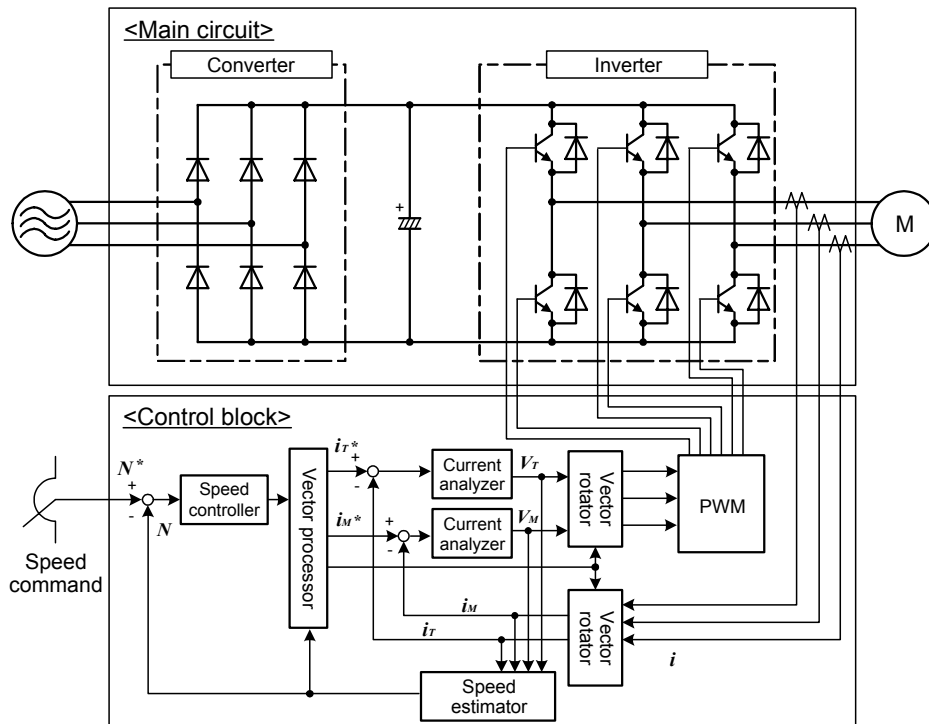 <Main circuit>
Converter
Inverter
+
M
<Control block>
N*
+
-
N
Speed
controller
Speed
command
Vector processor
iT*
+
-
iM*
+
-
Current
analyzer
VT
Current
analyzer
VM
Vector
rotator
PWM
iM
iT
Vector
rotator
i
Speed
estimator